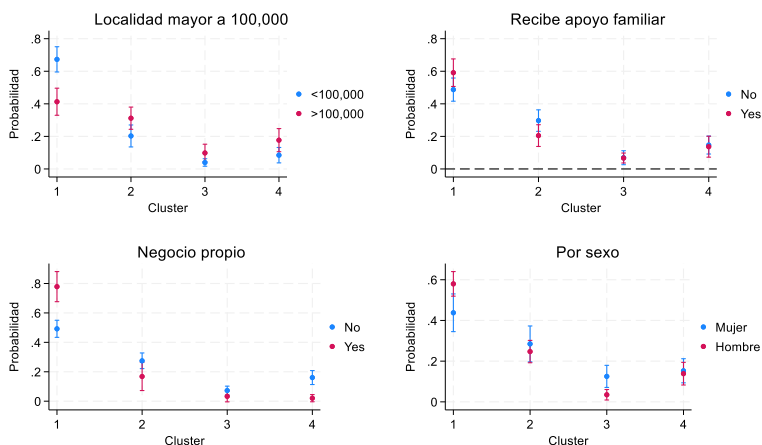 Localidad mayor a 100,000
Probabilidad
.8
.6
.4
.2
0
1 2 3 4
Cluster
<100,000
>100,000
Recibe apoyo familiar
Probabilidad
.8
.6
.4
.2
0
1 2 3 4
Cluster
No
Yes
Negocio propio
Probabilidad
.8
.6
.4
.2
0
1 2 3 4
Cluster
No
Yes
Por sexo
Probabilidad
.6
.4
.2
0
1 2 3 4
Cluster
Mujer
Hombre